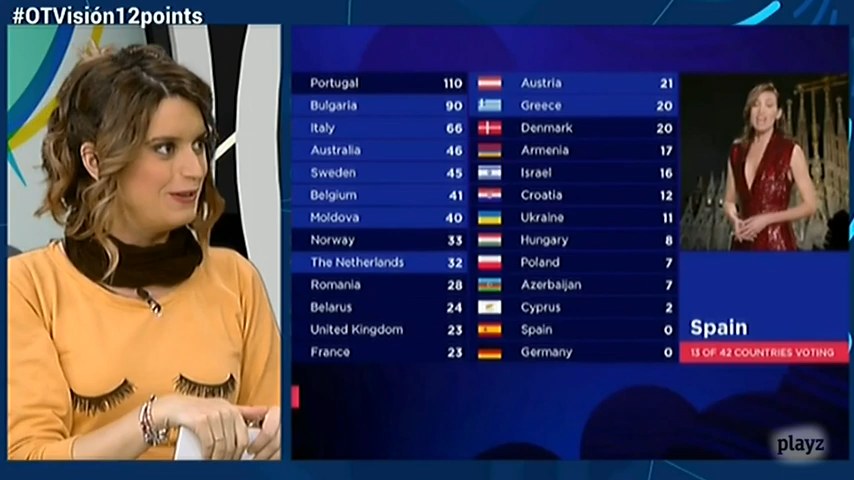 #OTVisión12points
Portugal 110
Bulgaria 90
Italy 66
Australia 46
Sweden 45
Belgium 41
Moldova 40
Norway 33
The Netherlands 32
Romania 28
Belarus 24
United Kingdom 23
France 23
Austria 21
Greece 20
Denmark 20
Armenia 17
Israel 16
Croatia 12
Ukraine 11
Hungary 8
Poland 7
Azerbaijan 7
Cyprus 2
Spain 0
Germany 0
Spain
13 OF 42 COUNTRIES VOTING
playz